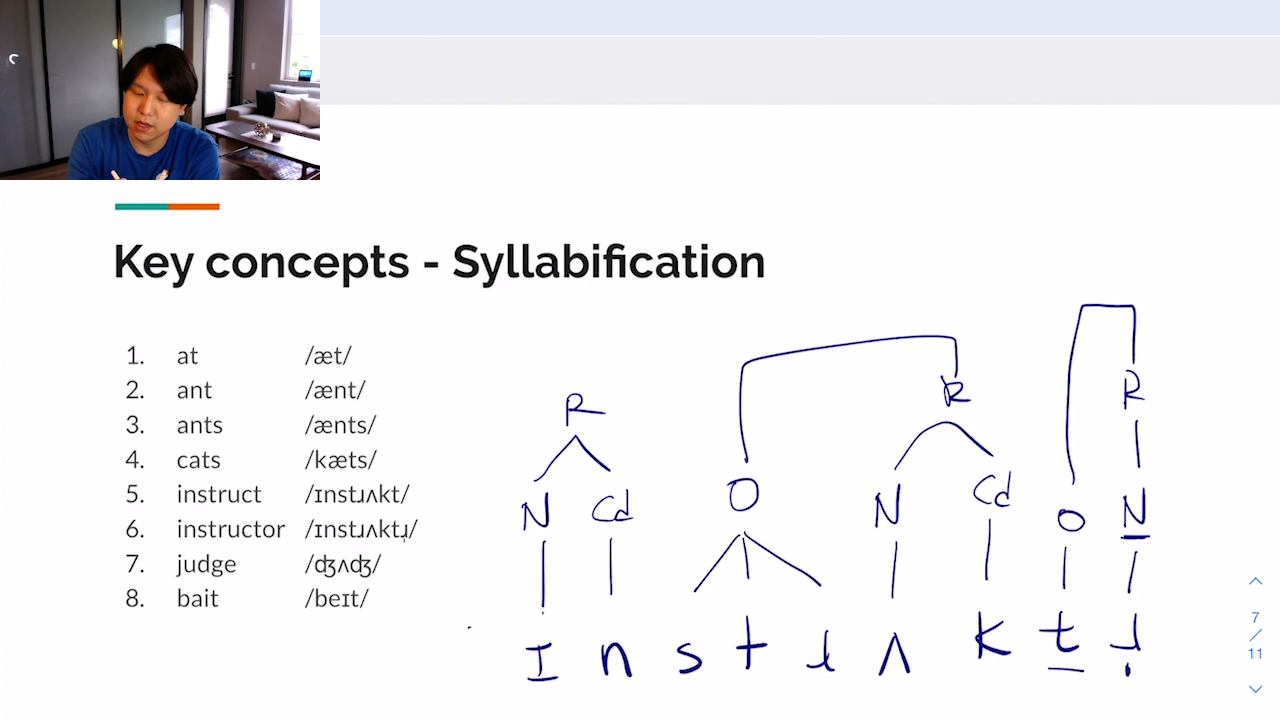 Key concepts - Syllabification
1. at /æt/
2. ant /ænt/
3. ants /ænts/
4. cats /kæts/
5. instruct /ɪnstɹʌkt/
6. instructor /ɪnstɹʌktɹ̩/
7. judge /ʤʌʤ/
8. bait /beɪt/
R R R
N Cd O N Cd O N
ɪ n s t ɹ ʌ k t ɹ̩
7
/
11